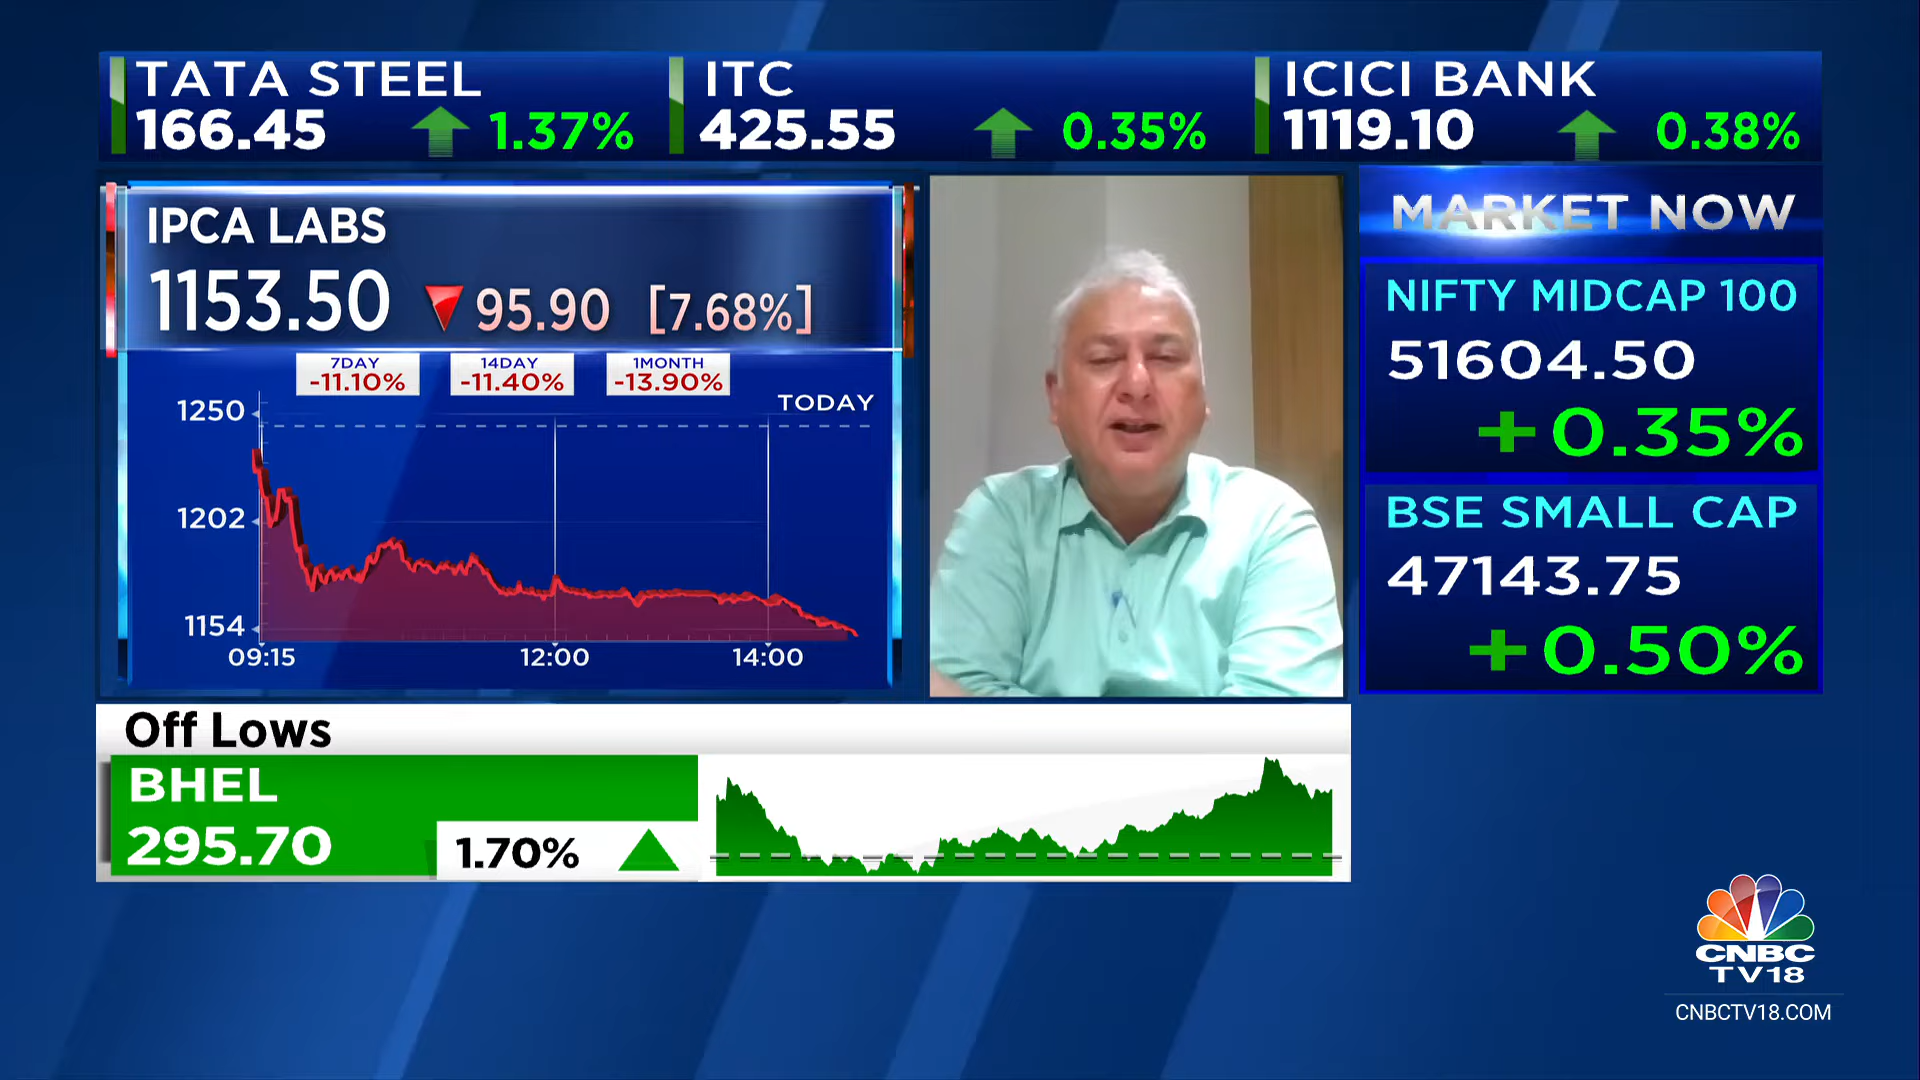 TATA STEEL
166.45 1.37%
ITC
425.55 0.35%
ICICI BANK
1119.10 0.38%
IPCA LABS
1153.50 95.90 [7.68%]
7DAY
-11.10%
14DAY
-11.40%
1MONTH
-13.90%
TODAY
1250
1202
1154
09:15 12:00 14:00
MARKET NOW
NIFTY MIDCAP 100
51604.50
+0.35%
BSE SMALL CAP
47143.75
+0.50%
Off Lows
BHEL
295.70
1.70%
CNBC
TV18
CNBCTV18.COM